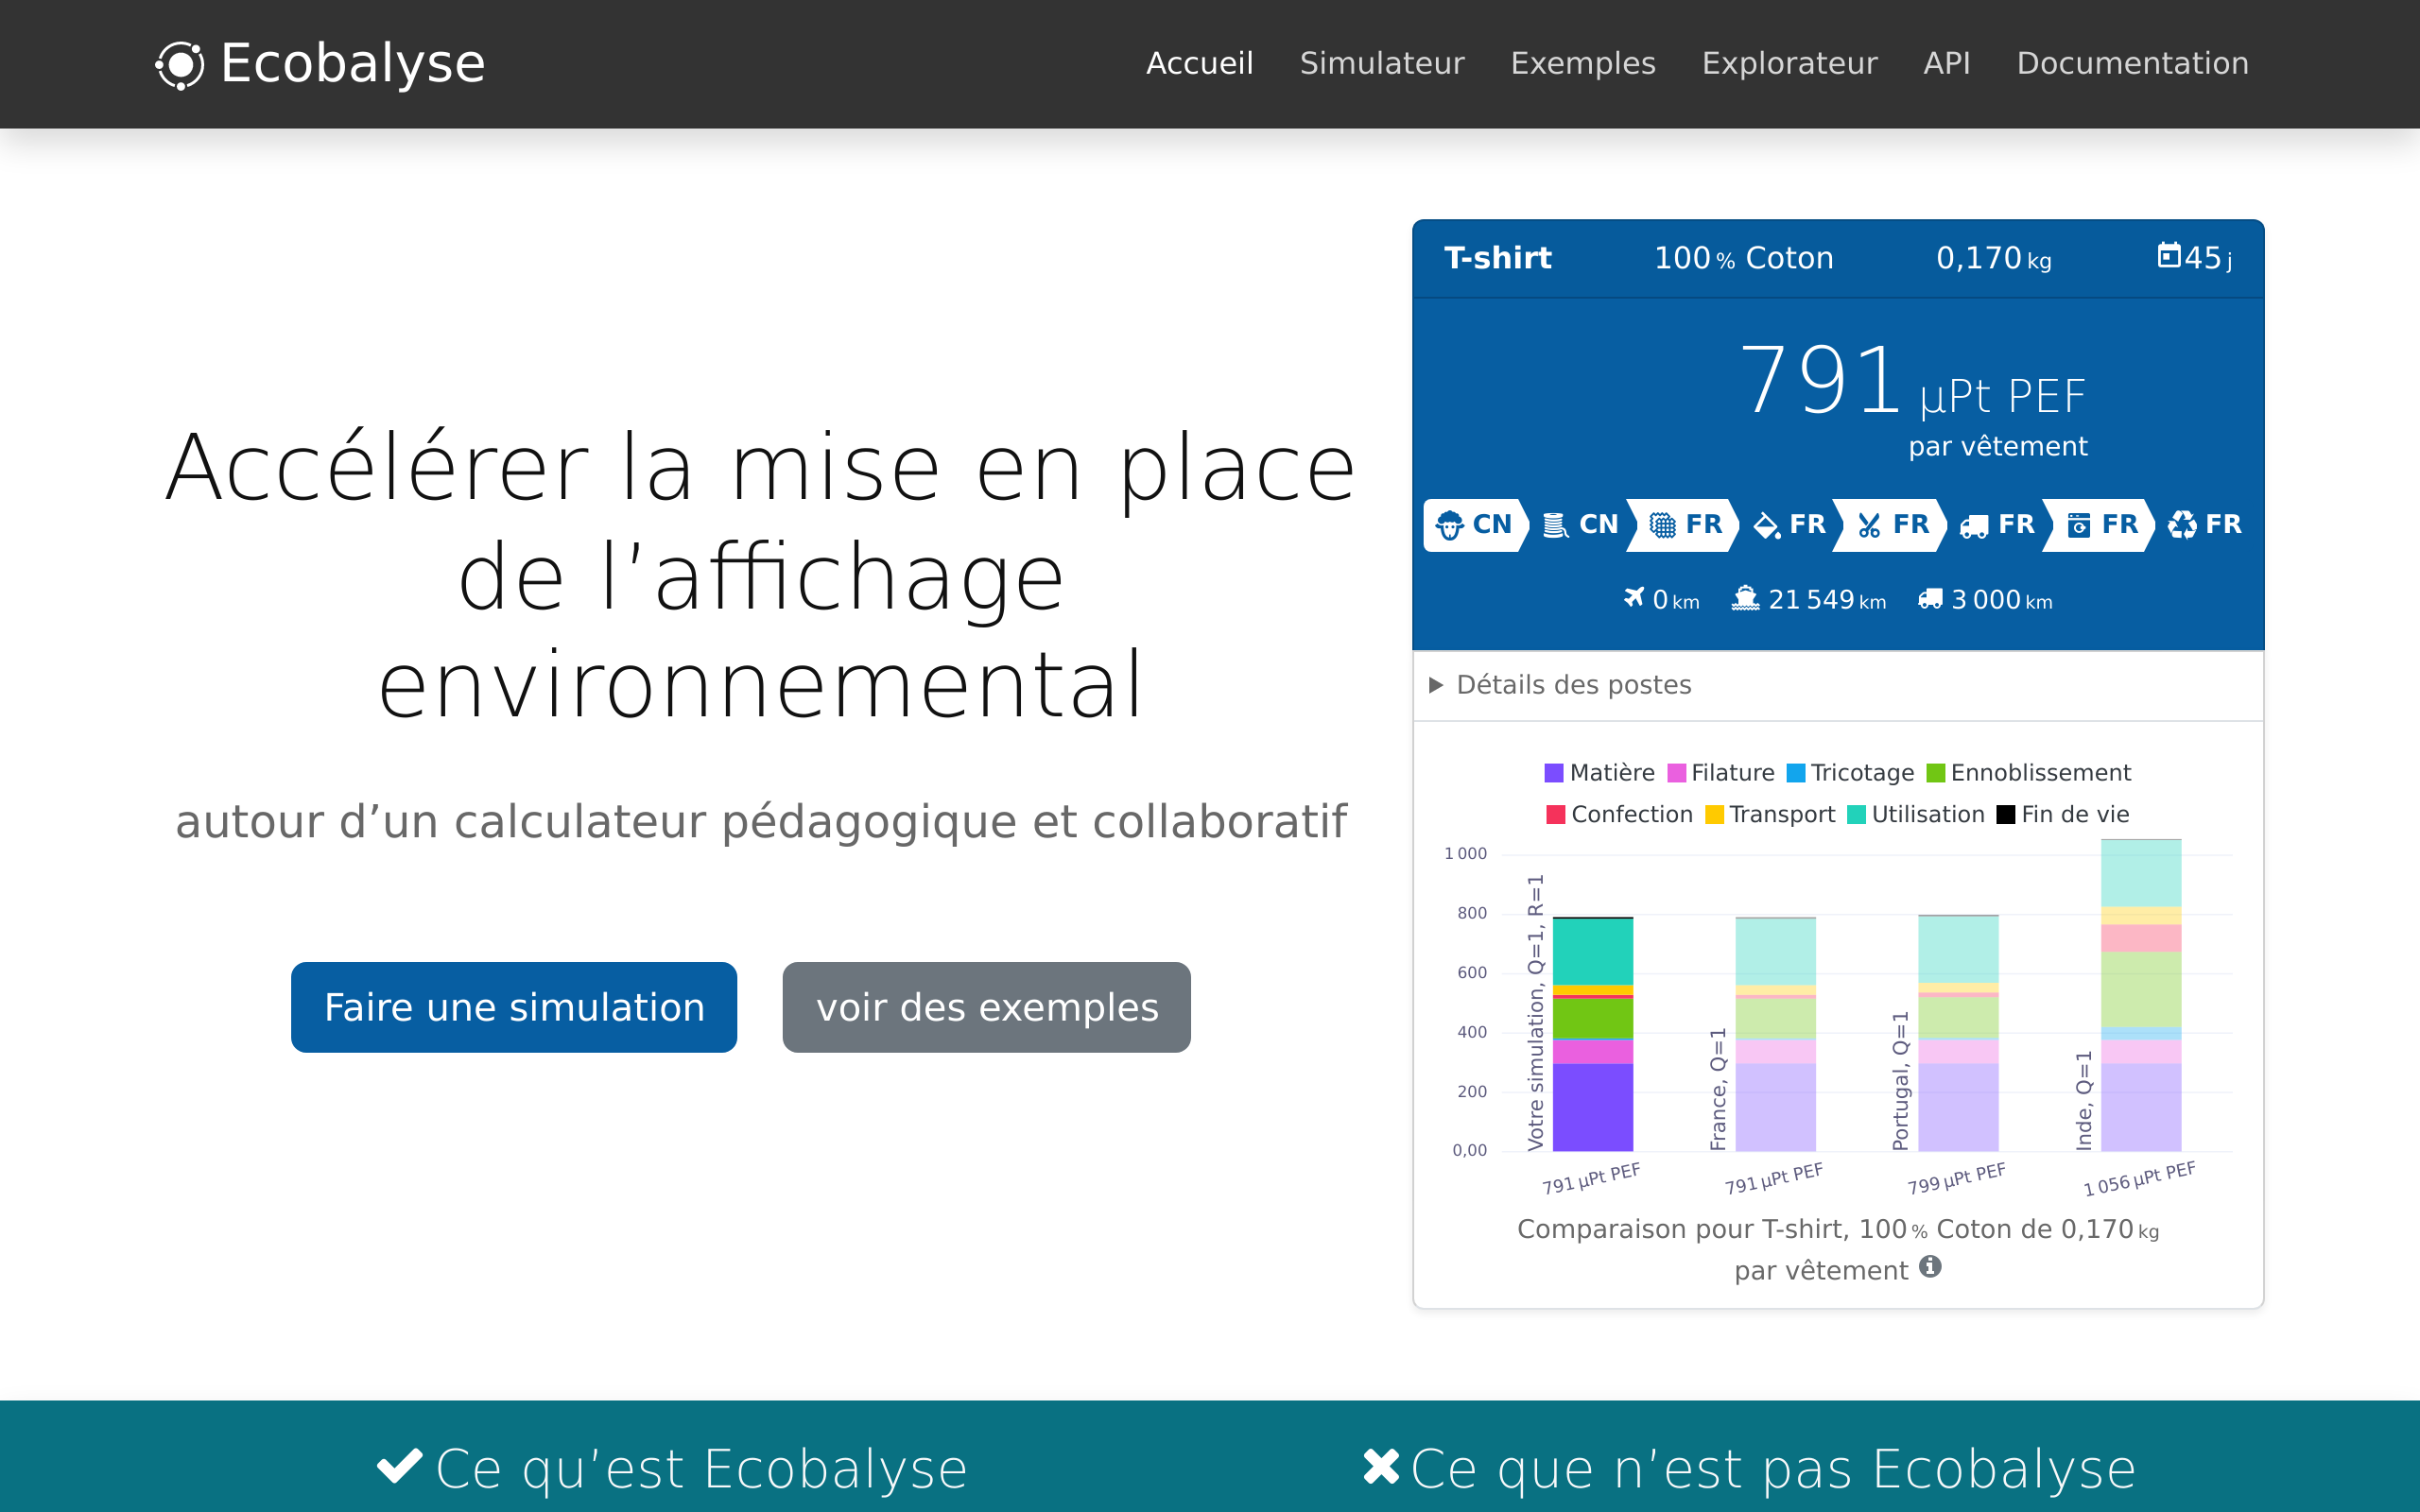 Ecobalyse
Accueil Simulateur Exemples Explorateur API Documentation
Accélérer la mise en place
de l’affichage
environnemental
autour d’un calculateur pédagogique et collaboratif
Faire une simulation
voir des exemples
T-shirt 100 % Coton 0,170 kg 45 j
791 µPt PEF
par vêtement
CN CN FR FR FR FR FR FR
0 km 21 549 km 3 000 km
Détails des postes
Matière Filature Tricotage Ennoblissement
Confection Transport Utilisation Fin de vie
1 000
800
600
400
200
0,00
Votre simulation, Q=1, R=1
France, Q=1
Portugal, Q=1
Inde, Q=1
791 µPt PEF
791 µPt PEF
799 µPt PEF
1 056 µPt PEF
Comparaison pour T-shirt, 100 % Coton de 0,170 kg
par vêtement
Ce qu’est Ecobalyse
Ce que n’est pas Ecobalyse